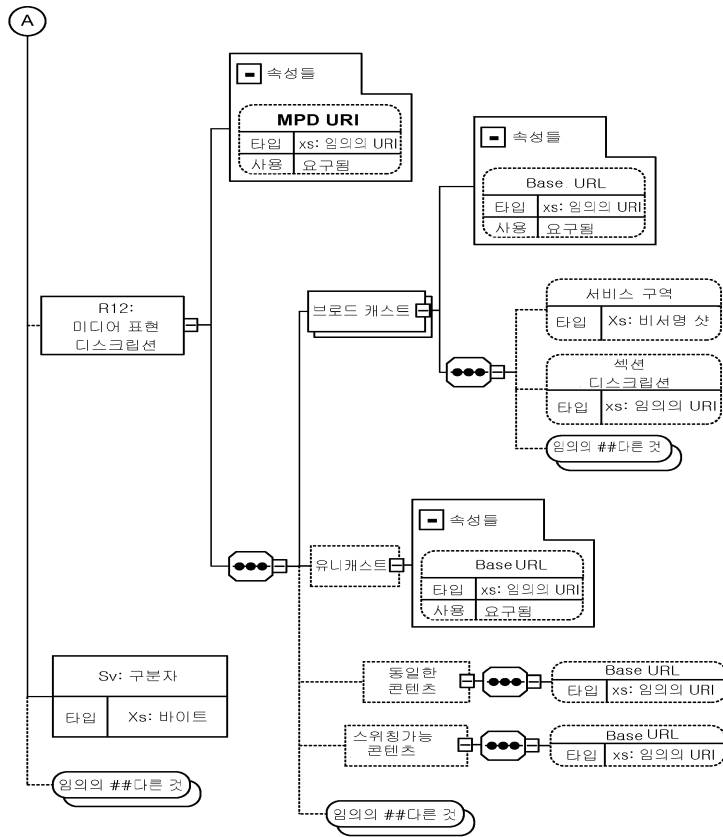 A
속성들
MPD URI
타입 xs: 임의의 URI
사용 요구됨
속성들
Base URL
타입 xs: 임의의 URI
사용 요구됨
R12:
미디어 표현
디스크립션
브로드 캐스트
서비스 구역
타입 Xs: 비서명 샷
섹션
디스크립션
타입 xs: 임의의 URI
임의의 ##다른 것
속성들
유니캐스트
Base URL
타입 xs: 임의의 URI
사용 요구됨
Sv: 구분자
타입 Xs: 바이트
동일한
콘텐츠
Base URL
타입 xs: 임의의 URI
스위칭가능
콘텐츠
Base URL
타입 xs: 임의의 URI
임의의 ##다른 것
임의의 ##다른 것